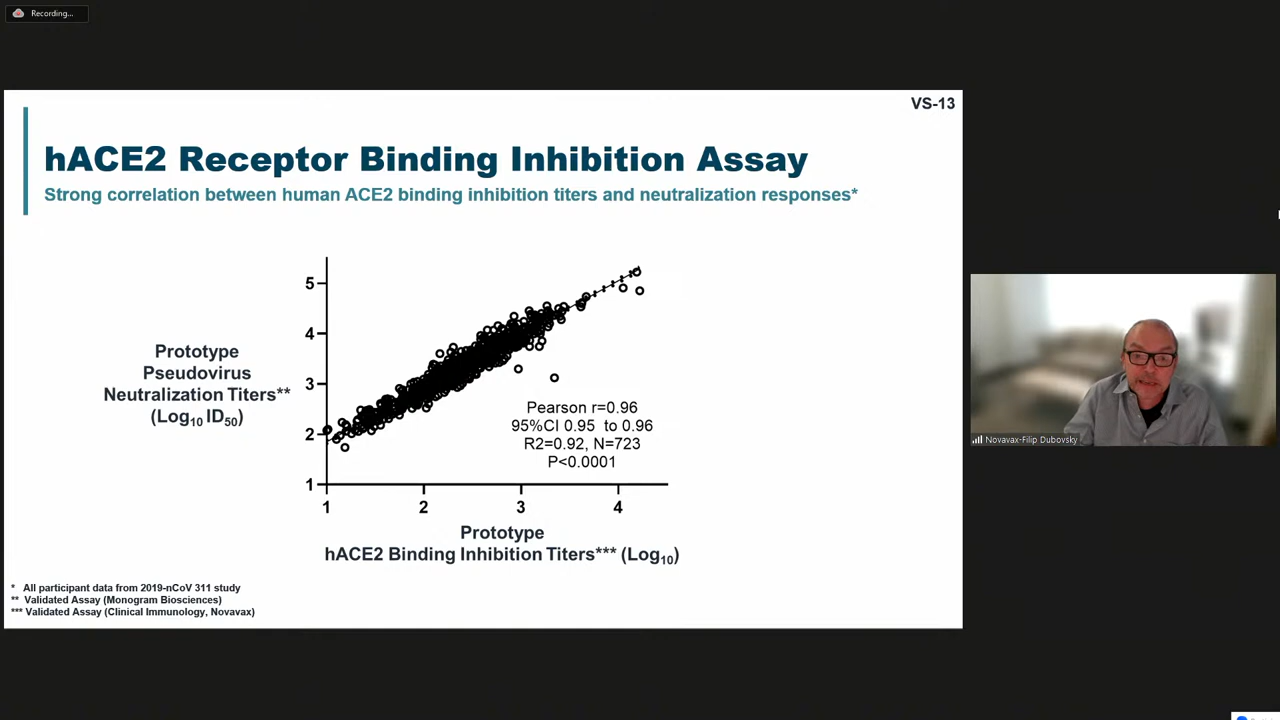 Recording...
VS-13
hACE2 Receptor Binding Inhibition Assay
Strong correlation between human ACE2 binding inhibition titers and neutralization responses*
5
4
3
2
1
Prototype
Pseudovirus
Neutralization Titers**
(Log10 ID50)
Pearson r=0.96
95%CI 0.95 to 0.96
R2=0.92, N=723
P<0.0001
1 2 3 4
Prototype
hACE2 Binding Inhibition Titers*** (Log10)
* All participant data from 2019-nCoV 311 study
** Validated Assay (Monogram Biosciences)
*** Validated Assay (Clinical Immunology, Novavax)
Novavax-Filip Dubovsky